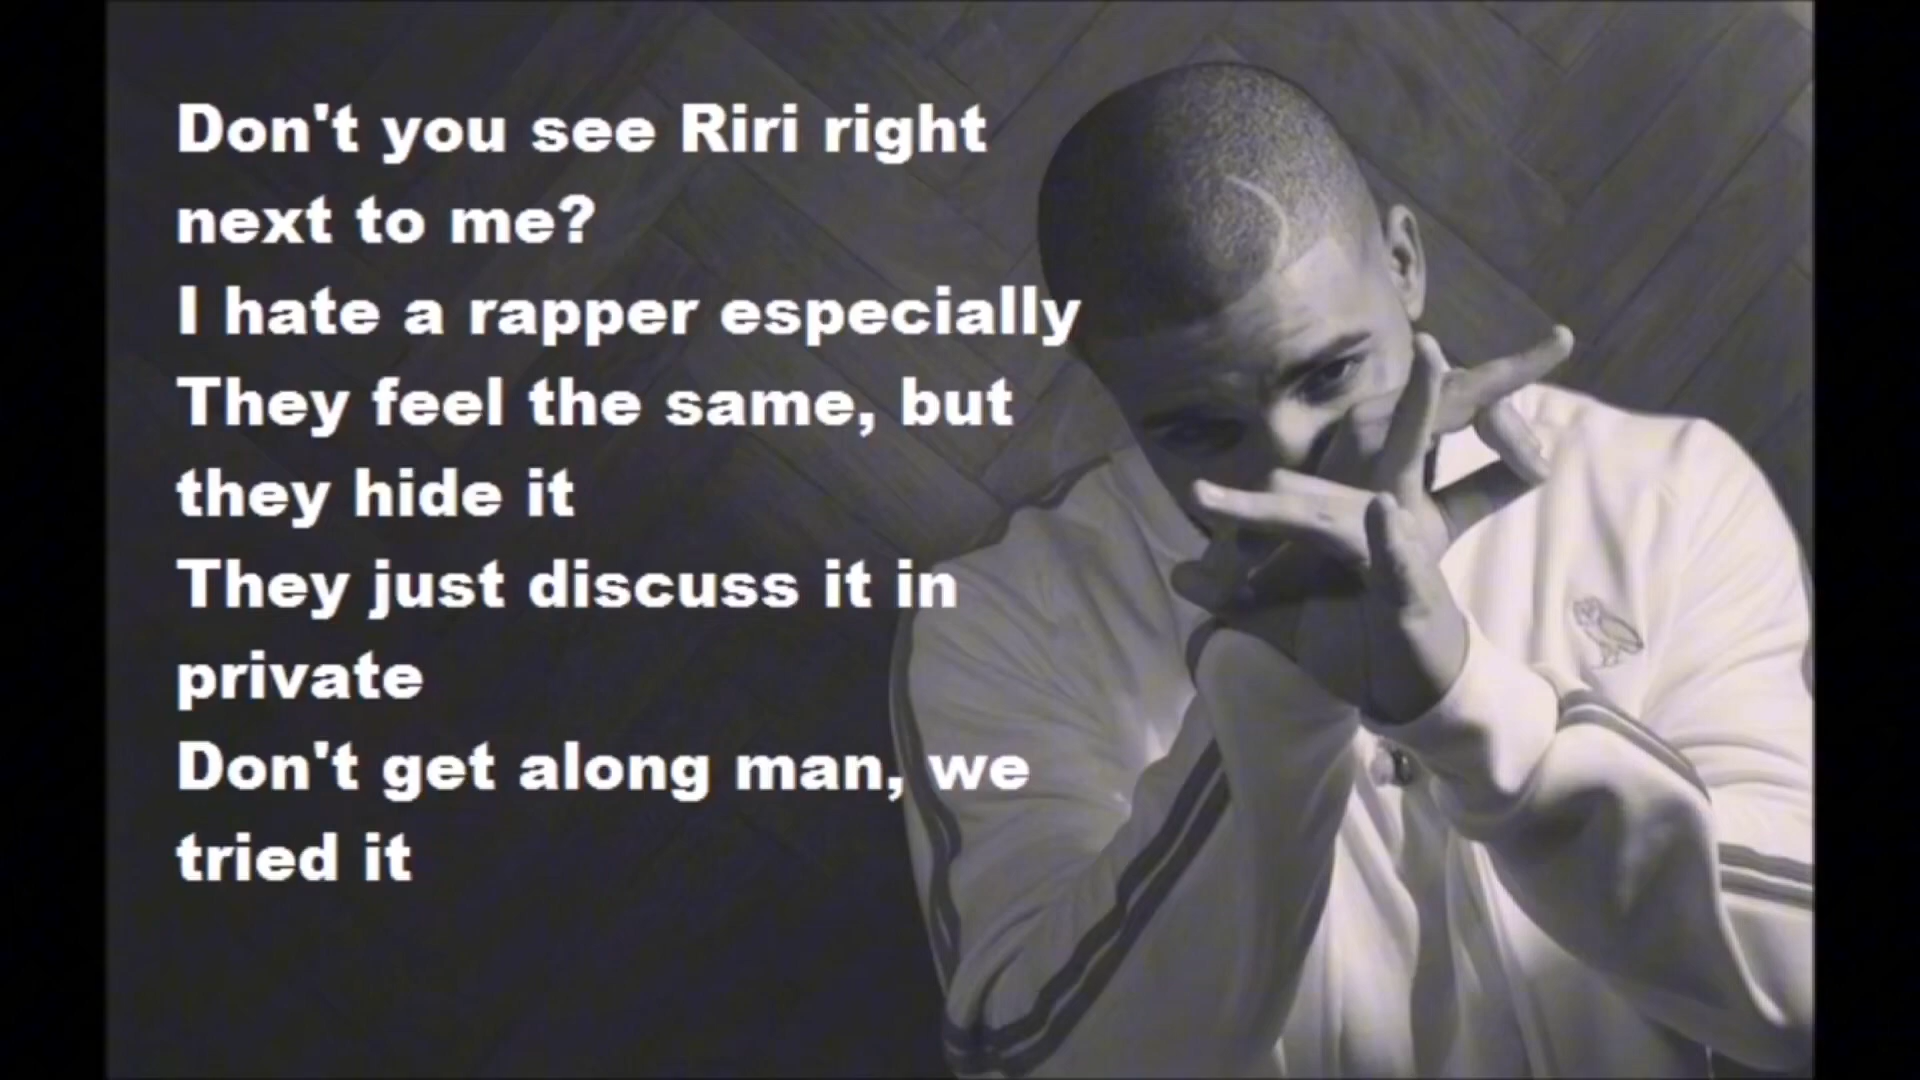 Don't you see Riri right
next to me?
I hate a rapper especially
They feel the same, but
they hide it
They just discuss it in
private
Don't get along man, we
tried it